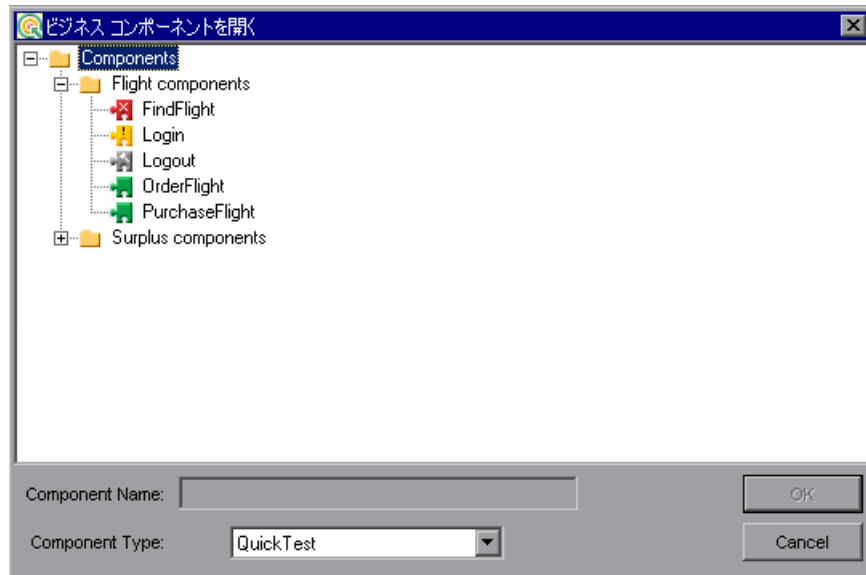 ビジネス コンポーネントを開く
Components
Flight components
FindFlight
Login
Logout
OrderFlight
PurchaseFlight
Surplus components
Component Name:
OK
Component Type:
QuickTest
Cancel